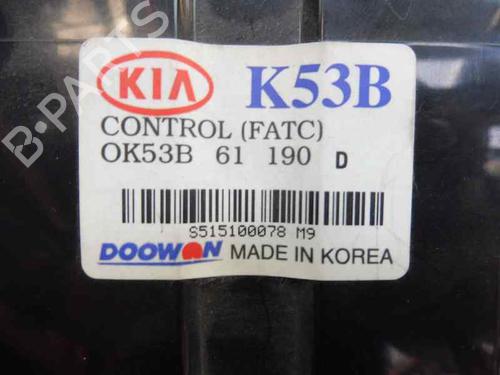 KIA K53B
CONTROL (FATC)
OK53B 61 190 D
S515100078 M9
DOOWON MADE IN KOREA
B-PARTS